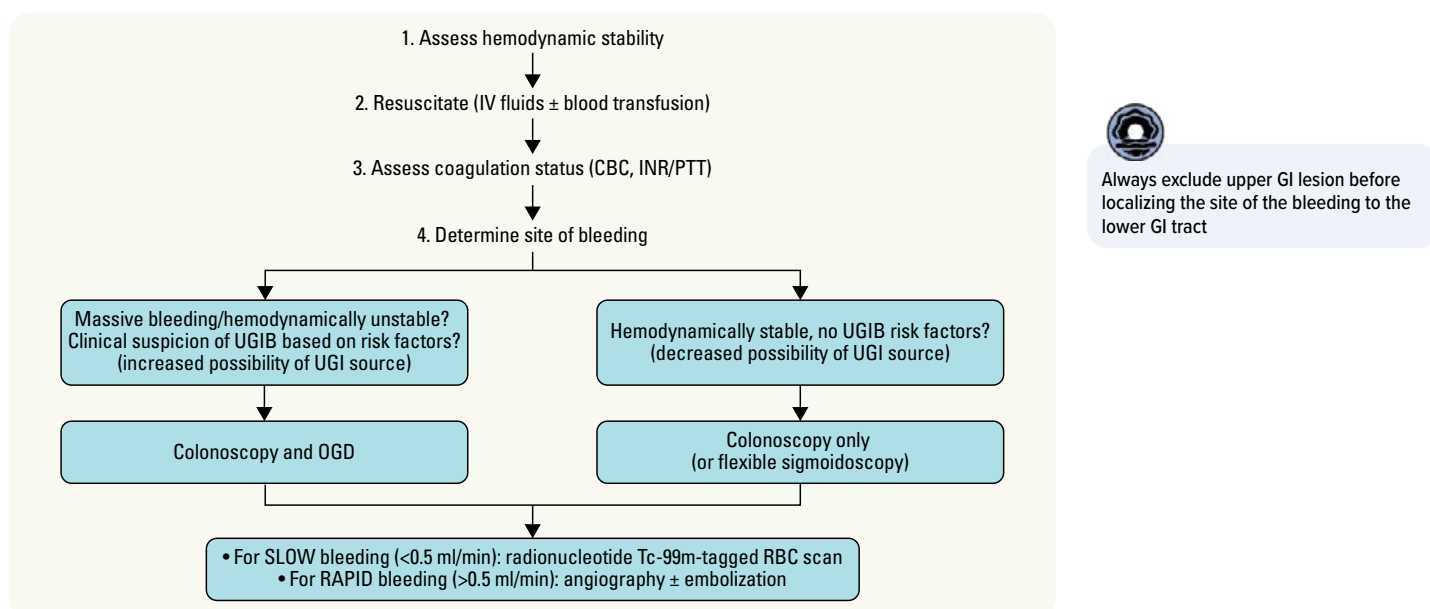 1. Assess hemodynamic stability
2. Resuscitate (IV fluids ± blood transfusion)
3. Assess coagulation status (CBC, INR/PTT)
4. Determine site of bleeding
Massive bleeding/hemodynamically unstable?
Clinical suspicion of UGIB based on risk factors?
(increased possibility of UGI source)
Hemodynamically stable, no UGIB risk factors?
(decreased possibility of UGI source)
Colonoscopy and OGD
Colonoscopy only
(or flexible sigmoidoscopy)
• For SLOW bleeding (<0.5 ml/min): radionucleotide Tc-99m-tagged RBC scan
• For RAPID bleeding (>0.5 ml/min): angiography ± embolization
Always exclude upper GI lesion before
localizing the site of the bleeding to the
lower GI tract